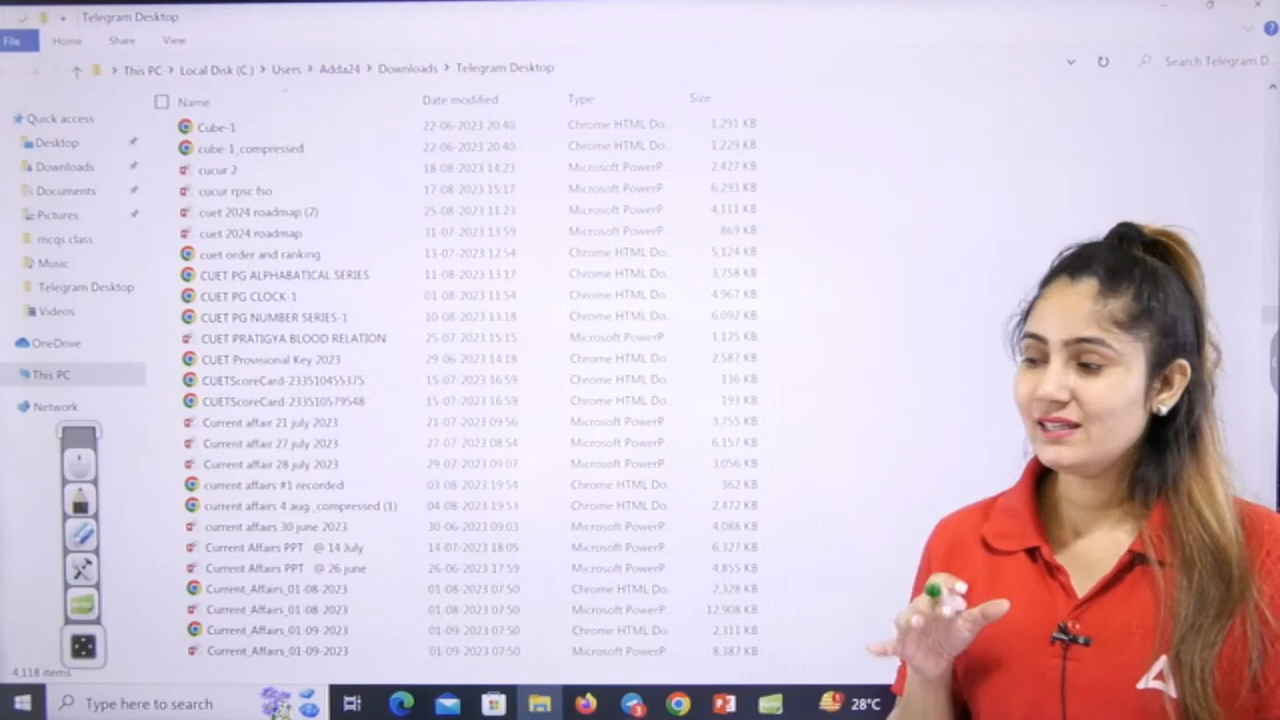 Telegram Desktop
File Home Share View
This PC > Local Disk (C:) > Users > Adda24 > Downloads > Telegram Desktop
Search Telegram D...
Name Date modified Type Size
Quick access
Desktop
Downloads
Documents
Pictures
mcqs class
Music
Telegram Desktop
Videos
OneDrive
This PC
Network
Cube-1 22-06-2023 20:40 Chrome HTML Do... 1,291 KB
cube-1_compressed 22-06-2023 20:40 Chrome HTML Do... 1,229 KB
cucur 2 18-08-2023 14:23 Microsoft PowerP... 2,427 KB
cucur rpsc fso 17-08-2023 15:17 Microsoft PowerP... 6,293 KB
cuet 2024 roadmap (2) 25-08-2023 11:23 Microsoft PowerP... 4,111 KB
cuet 2024 roadmap 31-07-2023 13:59 Microsoft PowerP... 869 KB
cuet order and ranking 13-07-2023 12:54 Chrome HTML Do... 5,124 KB
CUET PG ALPHABATICAL SERIES 11-08-2023 13:17 Chrome HTML Do... 3,758 KB
CUET PG CLOCK-1 01-08-2023 11:54 Chrome HTML Do... 4,967 KB
CUET PG NUMBER SERIES-1 10-08-2023 13:18 Chrome HTML Do... 6,092 KB
CUET PRATIGYA BLOOD RELATION 25-07-2023 15:15 Microsoft PowerP... 1,125 KB
CUET Provisional Key 2023 29-06-2023 14:18 Chrome HTML Do... 2,587 KB
CUETScoreCard-233510455375 15-07-2023 16:59 Chrome HTML Do... 136 KB
CUETScoreCard-233510579548 15-07-2023 16:59 Chrome HTML Do... 193 KB
Current affair 21 july 2023 21-07-2023 09:56 Microsoft PowerP... 3,755 KB
Current affair 27 july 2023 27-07-2023 08:54 Microsoft PowerP... 6,157 KB
Current affair 28 july 2023 29-07-2023 09:07 Microsoft PowerP... 3,056 KB
current affairs #1 recorded 03-08-2023 19:54 Chrome HTML Do... 362 KB
current affairs 4 aug_compressed (1) 04-08-2023 19:53 Chrome HTML Do... 2,472 KB
current affairs 30 june 2023 30-06-2023 09:03 Microsoft PowerP... 4,088 KB
Current Affairs PPT @ 14 July 14-07-2023 18:05 Microsoft PowerP... 6,327 KB
Current Affairs PPT @ 26 june 26-06-2023 17:59 Microsoft PowerP... 4,855 KB
Current_Affairs_01-08-2023 01-08-2023 07:50 Chrome HTML Do... 2,328 KB
Current_Affairs_01-08-2023 01-08-2023 07:50 Microsoft PowerP... 12,908 KB
Current_Affairs_01-09-2023 01-09-2023 07:50 Chrome HTML Do... 2,311 KB
Current_Affairs_01-09-2023 01-09-2023 07:50 Microsoft PowerP... 8,387 KB
4,118 items
Type here to search
3
28°C